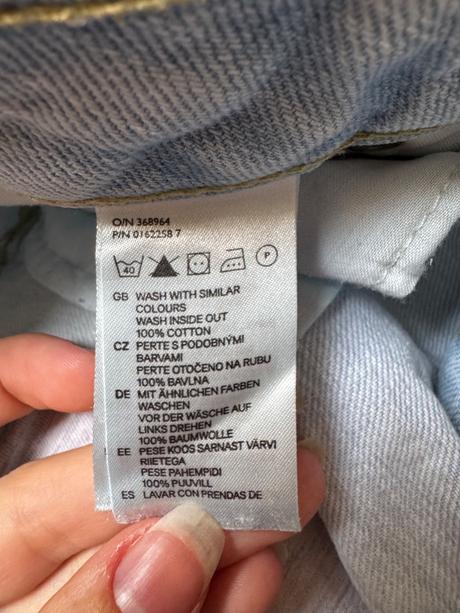 O/N 368964
P/N 0162258 7
40 P
GB WASH WITH SIMILAR
COLOURS
WASH INSIDE OUT
100% COTTON
CZ PERTE S PODOBNÝMI
BARVAMI
PERTE OTOČENO NA RUBU
100% BAVLNA
DE MIT ÄHNLICHEN FARBEN
WASCHEN
VOR DER WÄSCHE AUF
LINKS DREHEN
100% BAUMWOLLE
EE PESE KOOS SARNAST VÄRVI
RIIETEGA
PESE PAHEMPIDI
100% PUUVILL
ES LAVAR CON PRENDAS DE